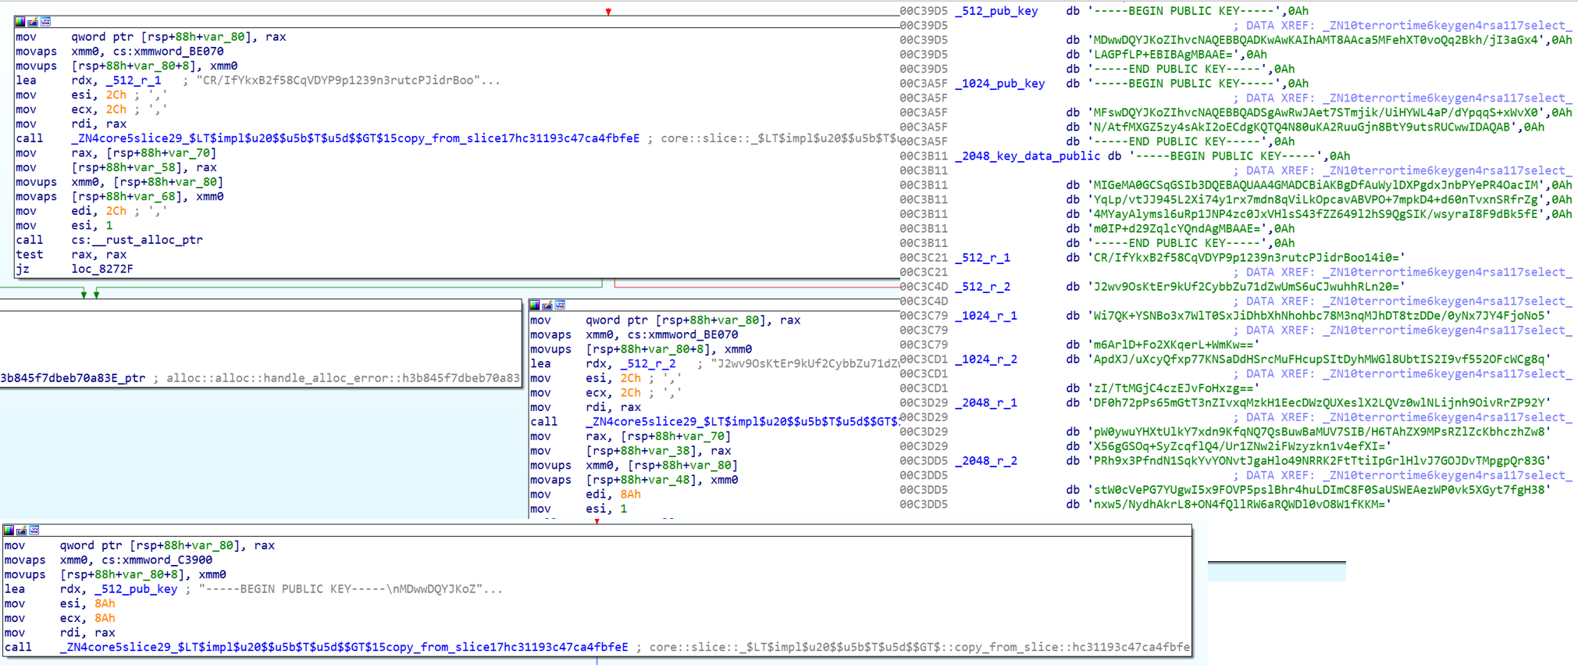 mov qword ptr [rsp+88h+var_80], rax
movaps xmm0, cs:xmmword_BE070
movups [rsp+88h+var_80+8], xmm0
lea rdx, _512_r_1 ; "CR/IfYkxB2f58CqVDYP9p1239n3rutcPJidrBoo"...
mov esi, 2Ch ; ','
mov ecx, 2Ch ; ','
mov rdi, rax
call _ZN4core5slice29_$LT$impl$u20$$u5b$T$u5d$$GT$15copy_from_slice17hc31193c47ca4fbfeE ; core::slice::_$LT$impl$u20$$u5b$T$u
mov rax, [rsp+88h+var_70]
mov [rsp+88h+var_58], rax
movups xmm0, [rsp+88h+var_80]
movaps [rsp+88h+var_68], xmm0
mov edi, 2Ch ; ','
mov esi, 1
call cs:__rust_alloc_ptr
test rax, rax
jz loc_8272F
3b845f7dbeb70a83E_ptr ; alloc::alloc::handle_alloc_error::h3b845f7dbeb70a83
mov qword ptr [rsp+88h+var_80], rax
movaps xmm0, cs:xmmword_BE070
movups [rsp+88h+var_80+8], xmm0
lea rdx, _512_r_2 ; "J2wv9OsKtEr9kUf2CybbZu71dZ
mov esi, 2Ch ; ','
mov ecx, 2Ch ; ','
mov rdi, rax
call _ZN4core5slice29_$LT$impl$u20$$u5b$T$u5d$$GT$1
mov rax, [rsp+88h+var_70]
mov [rsp+88h+var_38], rax
movups xmm0, [rsp+88h+var_80]
movaps [rsp+88h+var_48], xmm0
mov edi, 8Ah
mov esi, 1
mov qword ptr [rsp+88h+var_80], rax
movaps xmm0, cs:xmmword_C3900
movups [rsp+88h+var_80+8], xmm0
lea rdx, _512_pub_key ; "-----BEGIN PUBLIC KEY-----\nMDwwDQYJKoZ"...
mov esi, 8Ah
mov ecx, 8Ah
mov rdi, rax
call _ZN4core5slice29_$LT$impl$u20$$u5b$T$u5d$$GT$15copy_from_slice17hc31193c47ca4fbfeE ; core::slice::_$LT$impl$u20$$u5b$T$u5d$$GT$::copy_from_slice::hc31193c47ca4fbfe
00C39D5 _512_pub_key db '-----BEGIN PUBLIC KEY-----',0Ah
00C39D5 ; DATA XREF: _ZN10terrortime6keygen4rsa117select_
00C39D5 db 'MDwwDQYJKoZIhvcNAQEBBQADKwAwKAIhAMT8AAca5MFehXT0voQq2Bkh/jI3aGx4',0Ah
00C39D5 db 'LAGPfLP+EBIBAgMBAAE=',0Ah
00C39D5 db '-----END PUBLIC KEY-----',0Ah
00C3A5F _1024_pub_key db '-----BEGIN PUBLIC KEY-----',0Ah
00C3A5F ; DATA XREF: _ZN10terrortime6keygen4rsa117select_
00C3A5F db 'MFswDQYJKoZIhvcNAQEBBQADSgAwRwJAet7STmjik/UiHYWL4aP/dYpqqS+xWvX0',0Ah
00C3A5F db 'N/AtfMXGZ5zy4sAkI2oECdgKQTQ4N80uKA2RuuGjn8BtY9utsRUCwwIDAQAB',0Ah
00C3A5F db '-----END PUBLIC KEY-----',0Ah
00C3B11 _2048_key_data_public db '-----BEGIN PUBLIC KEY-----',0Ah
00C3B11 ; DATA XREF: _ZN10terrortime6keygen4rsa117select_
00C3B11 db 'MIGeMA0GCSqGSIb3DQEBAQUAA4GMADCBiAKBgDfAuWylDXPgdxJnbPYePR4OacIM',0Ah
00C3B11 db 'YqLp/vtJJ945L2Xi74y1rx7mdn8qViLkOpcavABVPO+7mpkD4+d60nTvxnSRfrZg',0Ah
00C3B11 db '4MYayAlymsl6uRp1JNP4zc0JxVHlsS43fZZ649l2hS9QgSIK/wsyraI8F9dBk5fE',0Ah
00C3B11 db 'm0IP+d29ZqlcYQndAgMBAAE=',0Ah
00C3B11 db '-----END PUBLIC KEY-----',0Ah
00C3C21 _512_r_1 db 'CR/IfYkxB2f58CqVDYP9p1239n3rutcPJidrBoo14i0='
00C3C21 ; DATA XREF: _ZN10terrortime6keygen4rsa117select_
00C3C4D _512_r_2 db 'J2wv9OsKtEr9kUf2CybbZu71dZwUmS6uCJwuhhRLn20='
00C3C4D ; DATA XREF: _ZN10terrortime6keygen4rsa117select_
00C3C79 _1024_r_1 db 'Wi7QK+YSNBo3x7WlT0SxJiDhbXhNhohbc78M3nqMJhDT8tzDDe/0yNx7JY4FjoNo5'
00C3C79 ; DATA XREF: _ZN10terrortime6keygen4rsa117select_
00C3C79 db 'm6ArlD+Fo2XKqerL+WmKw=='
00C3CD1 _1024_r_2 db 'ApdXJ/uXcyQfxp77KNSaDdHSrcMuFHcupSItDyhMWGl8UbtIS2I9vf552OFcWCg8q'
00C3CD1 ; DATA XREF: _ZN10terrortime6keygen4rsa117select_
00C3CD1 db 'zI/TtMGjC4czEJvFoHxzg=='
00C3D29 _2048_r_1 db 'DF0h72pPs65mGtT3nZIvxqMzkH1EecDWzQUXeslX2LQVz0wlNLijnh9OivRrZP92Y'
00C3D29 ; DATA XREF: _ZN10terrortime6keygen4rsa117select_
00C3D29 db 'pW0ywuYHXtUlkY7xdn9KfqNQ7QsBuwBaMUV7SIB/H6TAhZX9MPsRZlZcKbhczhZw8'
00C3D29 db 'X56gGSOq+SyZcqflQ4/Ur1ZNw2iFWzyzkn1v4efXI='
00C3DD5 _2048_r_2 db 'PRh9x3PfndN1SqkYvYONvtJgaHlo49NRRK2FtTtiIpGrlHlvJ7GOJDvTMpgpQr83G'
00C3DD5 ; DATA XREF: _ZN10terrortime6keygen4rsa117select_
00C3DD5 db 'stW0cVePG7YUgwI5x9FOVP5pslBhr4huLDImC8F0SaUSWEAezWP0vk5XGyt7fgH38'
00C3DD5 db 'nxw5/NydhAkrL8+ON4fQllRW6aRQWDl0vO8W1fKKM='